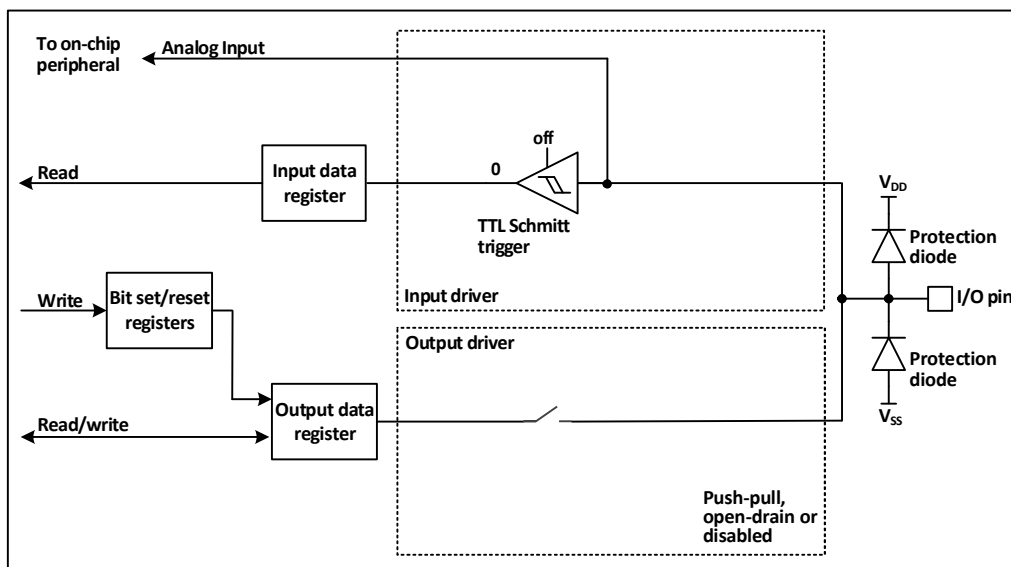 To on-chip
peripheral
Analog Input
off
0
Read
Input data
register
TTL Schmitt
trigger
V_DD
Protection
diode
Input driver
I/O pin
Write
Bit set/reset
registers
Output driver
Protection
diode
Output data
register
Read/write
V_SS
Push-pull,
open-drain or
disabled